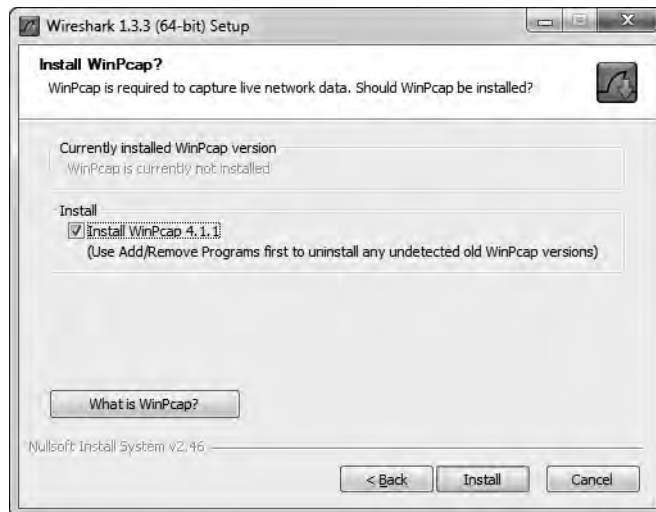 Wireshark 1.3.3 (64-bit) Setup
Install WinPcap?
WinPcap is required to capture live network data. Should WinPcap be installed?
Currently installed WinPcap version
WinPcap is currently not installed
Install
Install WinPcap 4.1.1
(Use Add/Remove Programs first to uninstall any undetected old WinPcap versions)
What is WinPcap?
Nullsoft Install System v2.46
< Back
Install
Cancel